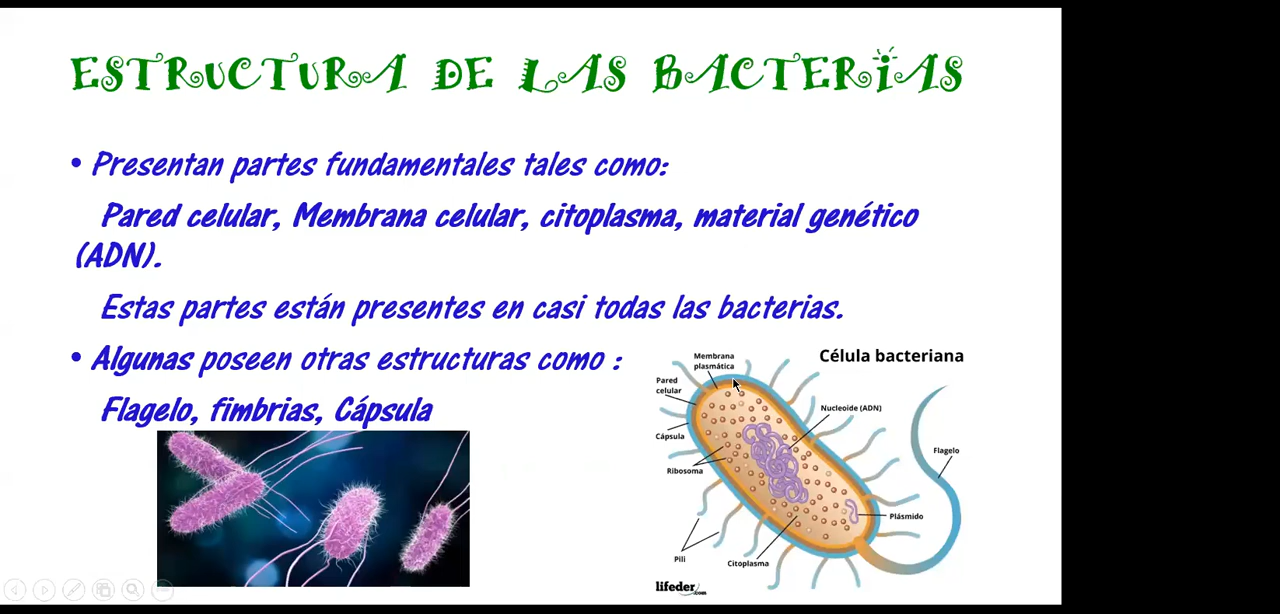 ESTRUCTURA DE LAS BACTERiAS
• Presentan partes fundamentales tales como:
Pared celular, Membrana celular, citoplasma, material genético
(ADN).
Estas partes están presentes en casi todas las bacterias.
• Algunas poseen otras estructuras como :
Flagelo, fimbrias, Cápsula
Célula bacteriana
Membrana
plasmática
Pared
celular
Cápsula
Ribosoma
Nucleoide (ADN)
Flagelo
Plásmido
Pili
Citoplasma
lifeder.com